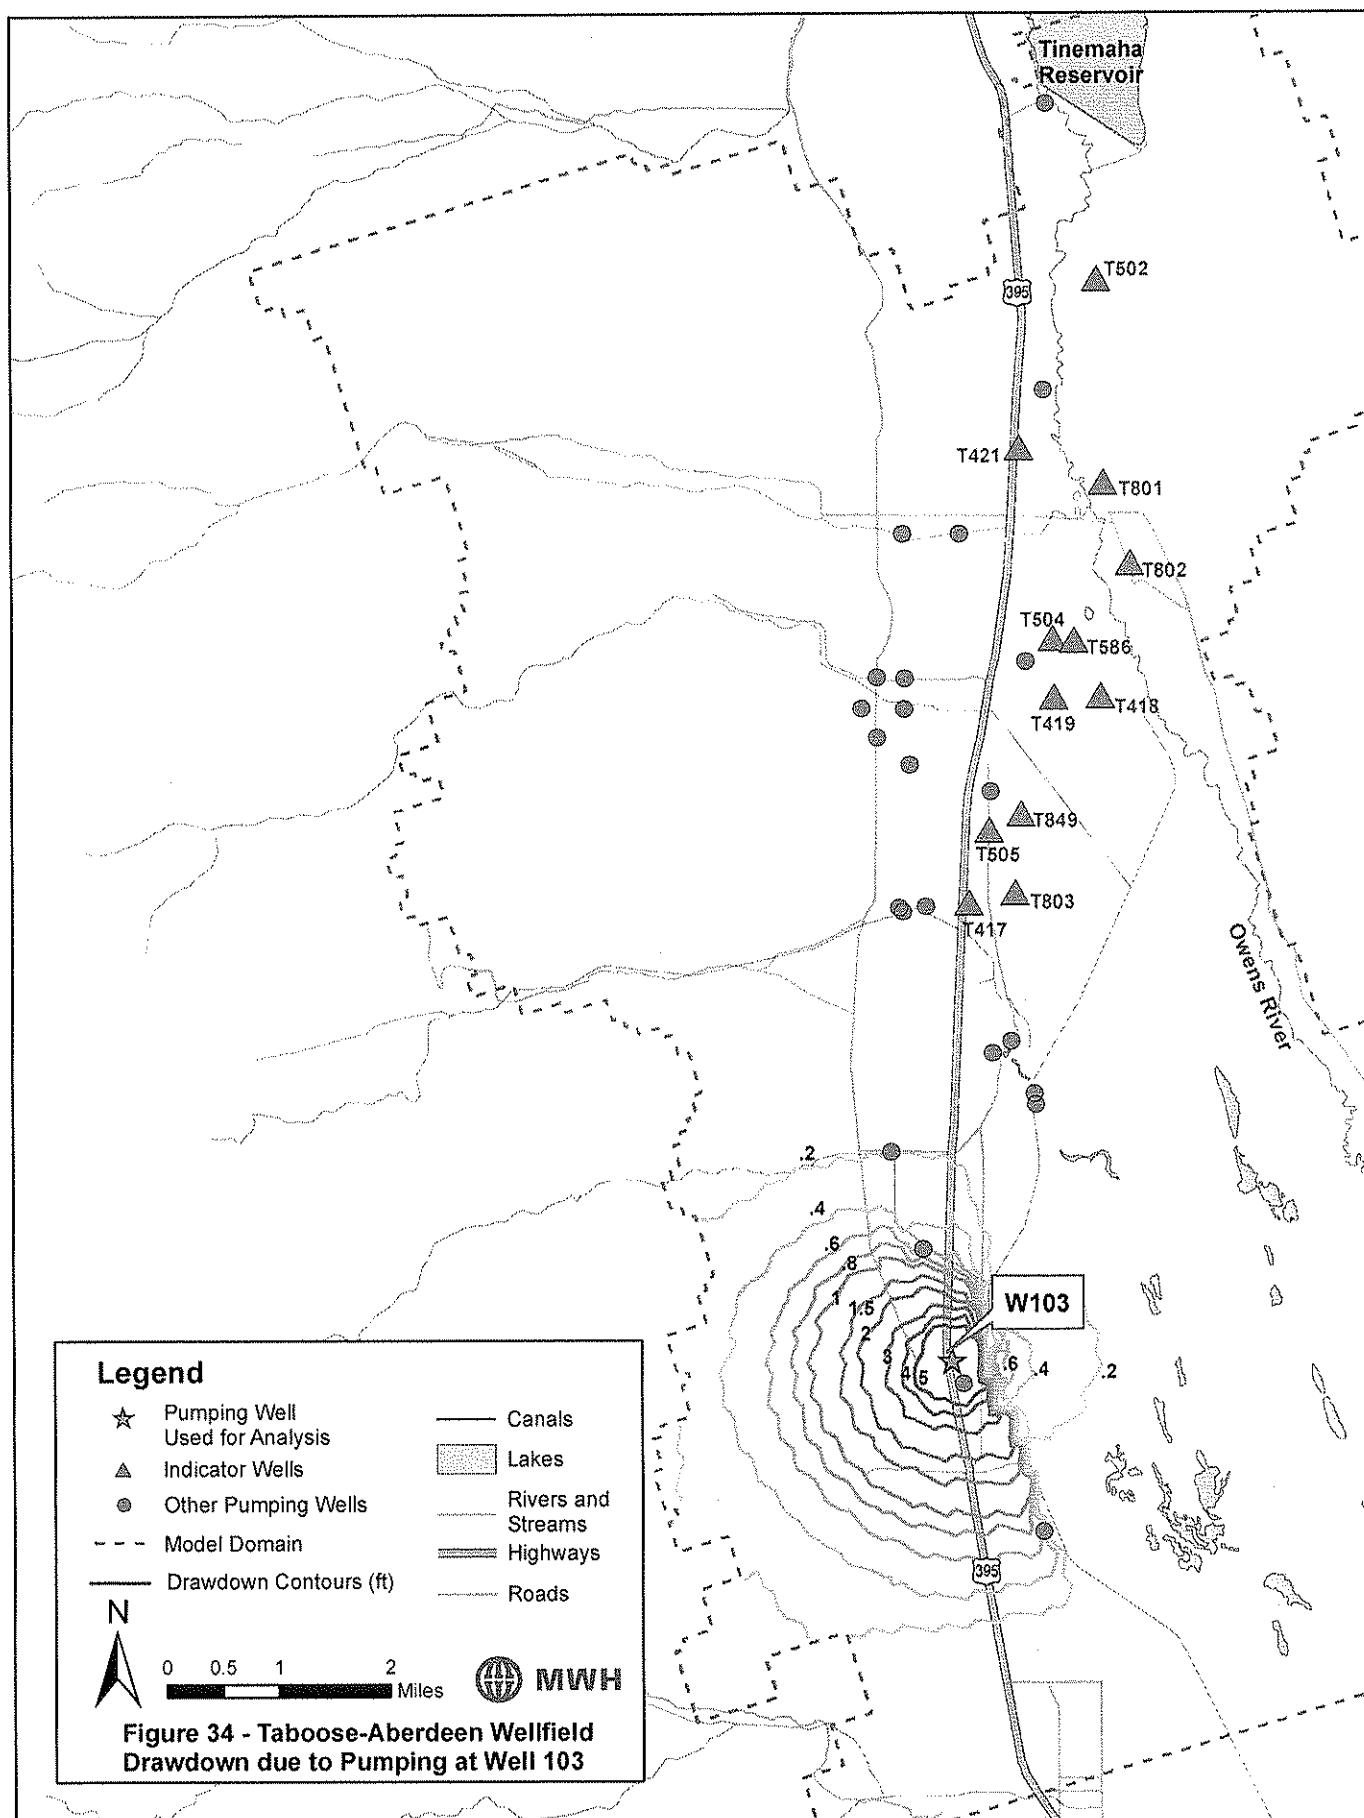 Tinemaha
Reservoir
T502
395
T421
T801
T802
T504
T586
T419
T418
T849
T505
T803
T417
Owens River
.2
.4
.6
.8
1
1.5
2
3
4
5
W103
.6
.4
.2
395
Legend
Pumping Well
Used for Analysis
Indicator Wells
Other Pumping Wells
Model Domain
Drawdown Contours (ft)
Canals
Lakes
Rivers and
Streams
Highways
Roads
N
0 0.5 1 2
Miles
MWH
Figure 34 - Taboose-Aberdeen Wellfield
Drawdown due to Pumping at Well 103